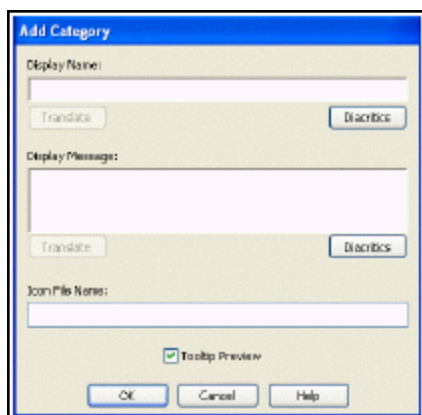 Add Category
Display Name:
Translate Diacritics
Display Message:
Translate Diacritics
Icon File Name:
Tooltip Preview
OK Cancel Help